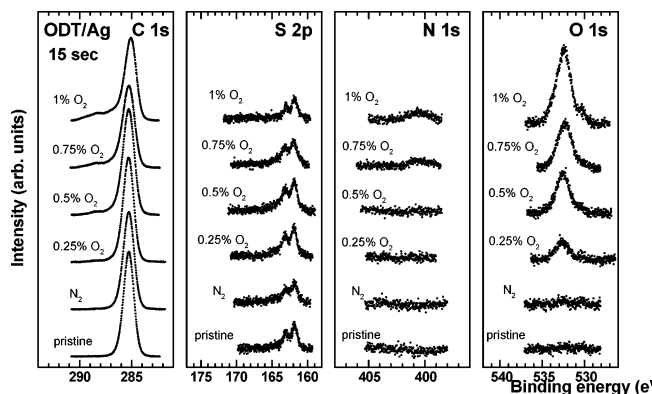 ODT/Ag C 1s
15 sec
S 2p
N 1s
O 1s
Intensity (arb. units)
1% O₂
0.75% O₂
0.5% O₂
0.25% O₂
N₂
pristine
1% O₂
0.75% O₂
0.5% O₂
0.25% O₂
N₂
pristine
1% O₂
0.75% O₂
0.5% O₂
0.25% O₂
N₂
pristine
1% O₂
0.75% O₂
0.5% O₂
0.25% O₂
N₂
pristine
290 285
175 170 165 160
405 400
540 535 530
Binding energy (eV